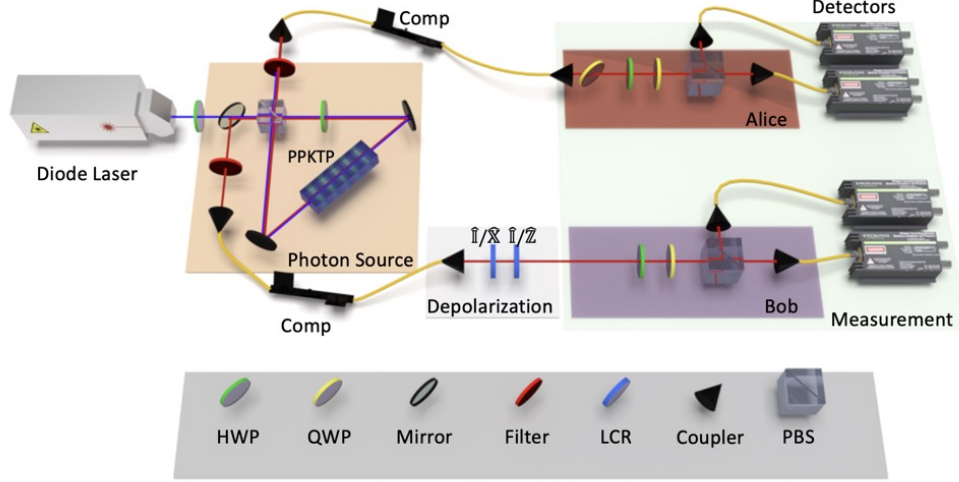 Detectors
Comp
Diode Laser
Alice
PPKTP
Î/X̂ Î/Ẑ
Photon Source
Depolarization
Bob
Comp
Measurement
HWP
QWP
Mirror
Filter
LCR
Coupler
PBS